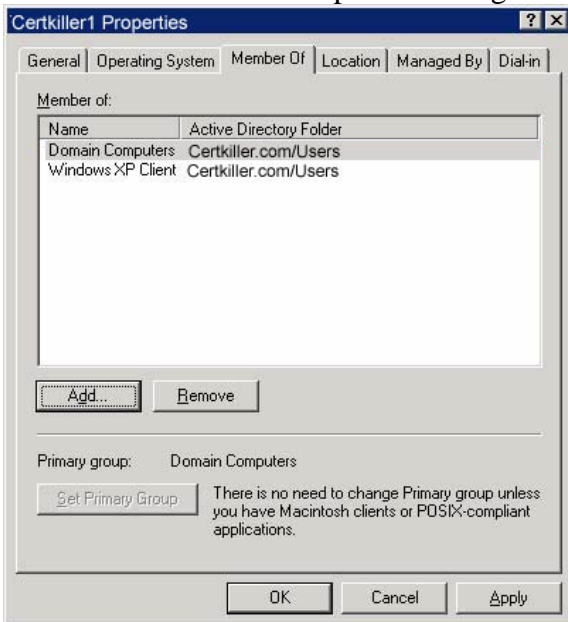 Certkiller1 Properties
General Operating System Member Of Location Managed By Dial-in
Member of:
Name Active Directory Folder
Domain Computers Certkiller.com/Users
Windows XP Client Certkiller.com/Users
Add... Remove
Primary group: Domain Computers
Set Primary Group
There is no need to change Primary group unless
you have Macintosh clients or POSIX-compliant
applications.
OK Cancel Apply